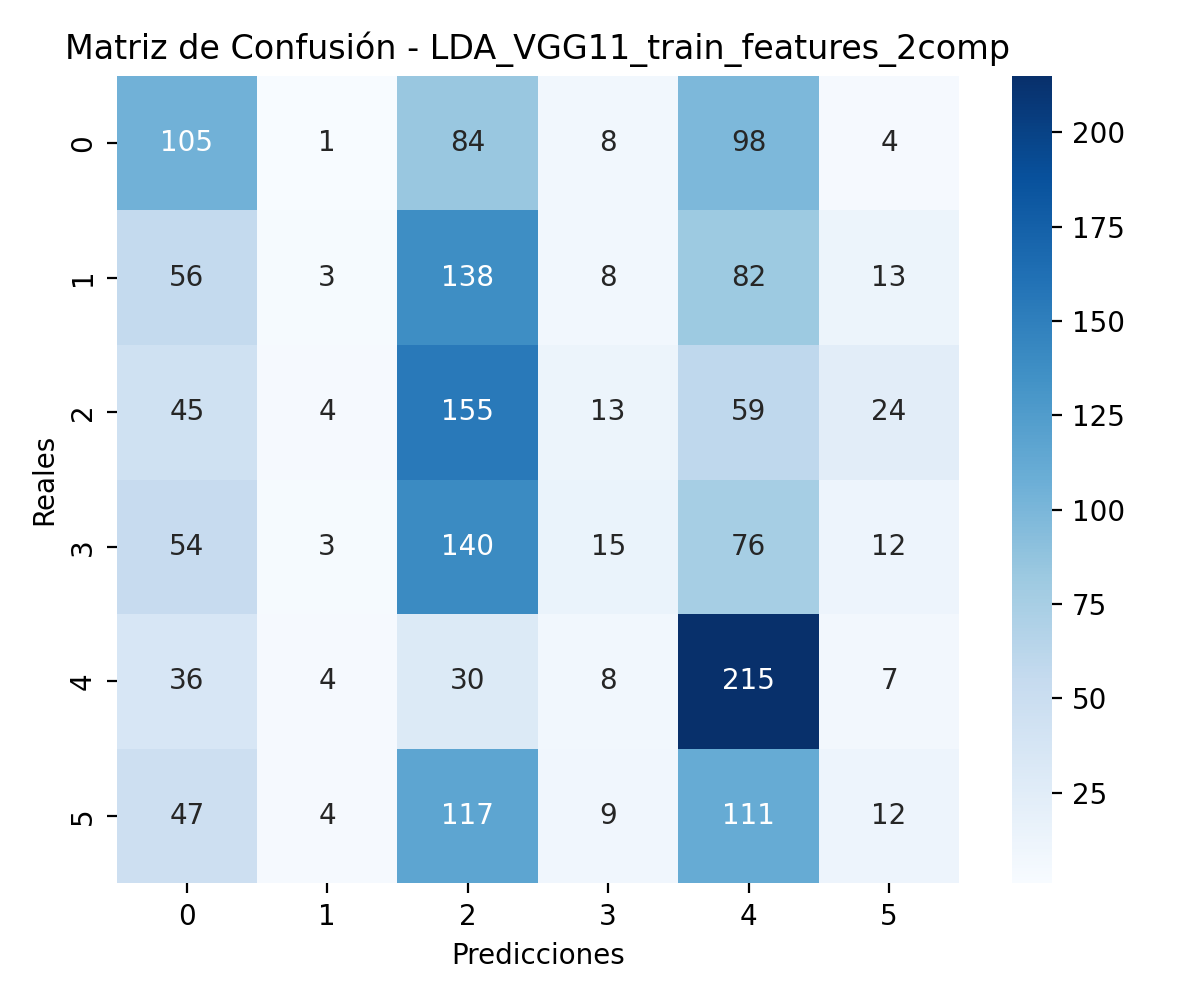 Matriz de Confusión - LDA_VGG11_train_features_2comp
Reales
0 105 1 84 8 98 4
1 56 3 138 8 82 13
2 45 4 155 13 59 24
3 54 3 140 15 76 12
4 36 4 30 8 215 7
5 47 4 117 9 111 12
0 1 2 3 4 5
Predicciones
200
175
150
125
100
75
50
25